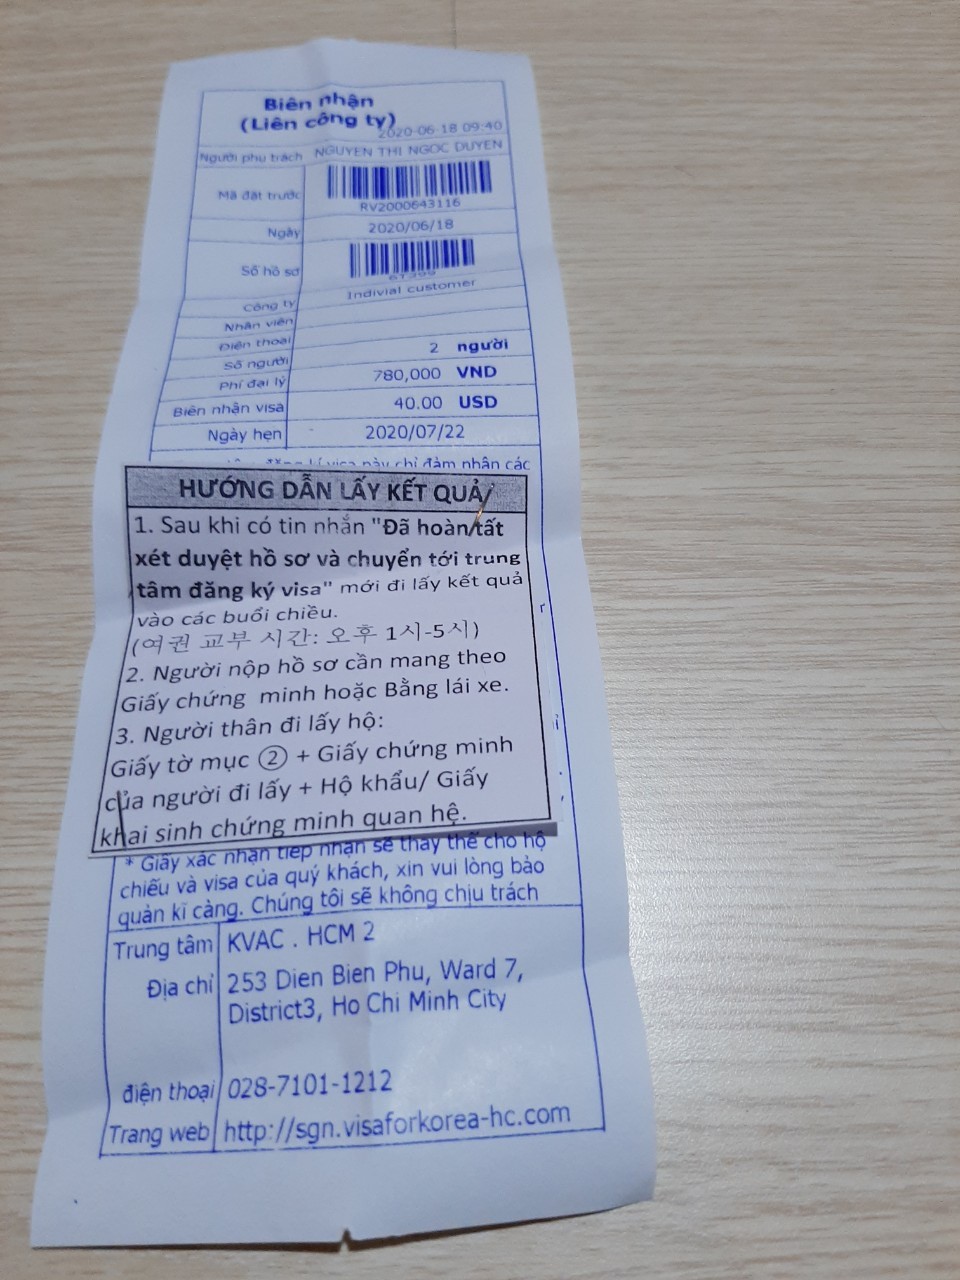 Biên nhận
(Liên công ty)
2020-06-18 09:40
Người phụ trách NGUYEN THI NGOC DUYEN
Mã đặt trước
RV2000643116
Ngày 2020/06/18
Số hồ sơ
Công ty Indivial customer
Nhân viên
Điện thoại
Số người 2 người
Phí đại lý 780,000 VND
Biên nhận visa 40.00 USD
Ngày hẹn 2020/07/22
kí visa này chỉ đảm nhận các
HƯỚNG DẪN LẤY KẾT QUẢ
1. Sau khi có tin nhắn "Đã hoàn tất
xét duyệt hồ sơ và chuyển tới trung
tâm đăng ký visa" mới đi lấy kết quả
vào các buổi chiều.
(여권 교부 시간: 오후 1시-5시)
2. Người nộp hồ sơ cần mang theo
Giấy chứng minh hoặc Bằng lái xe.
3. Người thân đi lấy hộ:
Giấy tờ mục ② + Giấy chứng minh
của người đi lấy + Hộ khẩu/ Giấy
khai sinh chứng minh quan hệ.
* Giấy xác nhận tiếp nhận sẽ thay thế cho hộ
chiếu và visa của quý khách, xin vui lòng bảo
quản kĩ càng. Chúng tôi sẽ không chịu trách
Trung tâm KVAC . HCM 2
Địa chỉ 253 Dien Bien Phu, Ward 7,
District3, Ho Chi Minh City
điện thoại 028-7101-1212
Trang web http://sgn.visaforkorea-hc.com